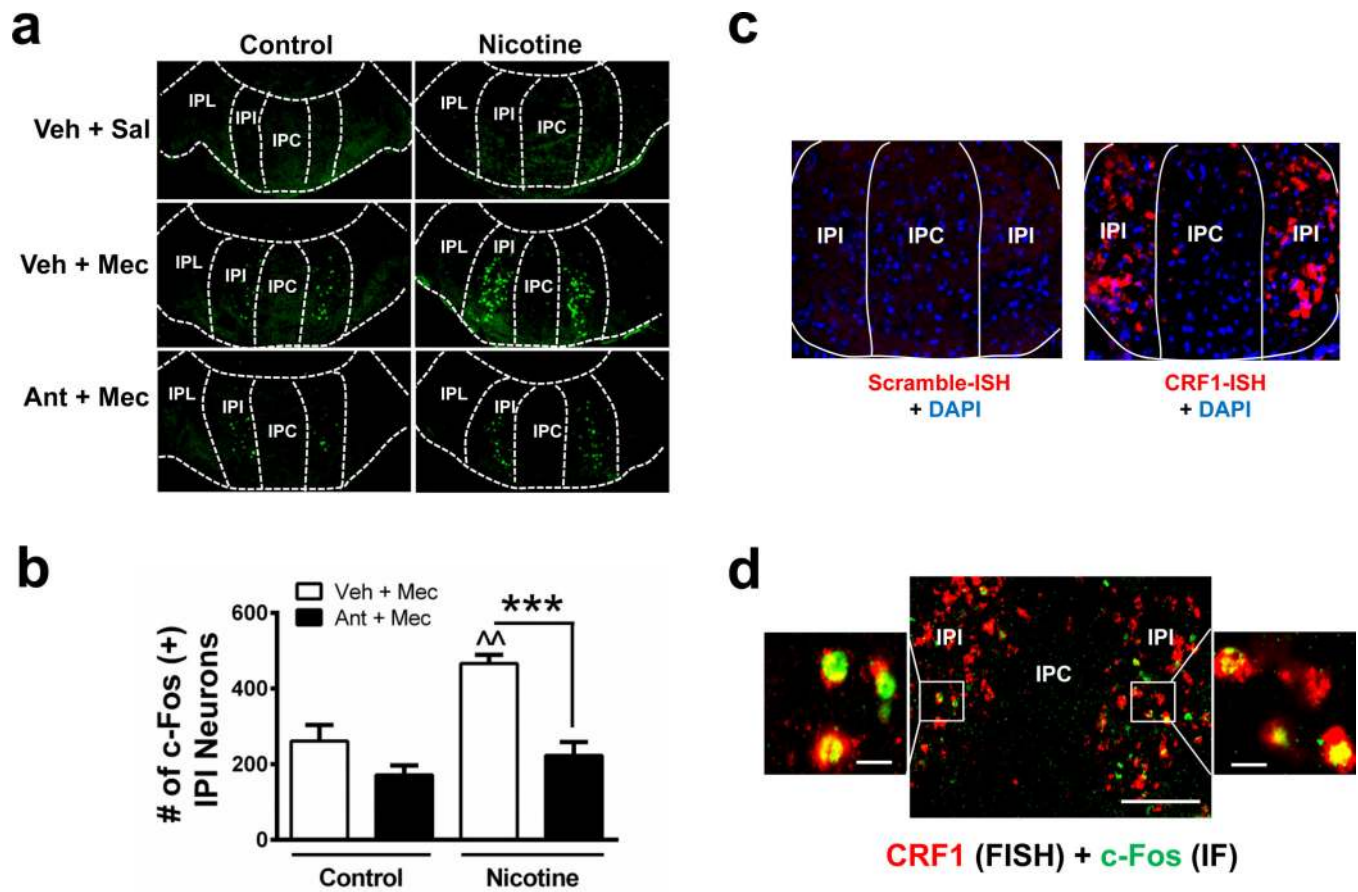 a
Control
Nicotine
Veh + Sal
IPL
IPI
IPC
IPL
IPI
IPC
Veh + Mec
IPL
IPI
IPC
IPL
IPI
IPC
Ant + Mec
IPL
IPI
IPC
IPL
IPI
IPC
b
# of c-Fos (+)
IPI Neurons
600
400
200
0
Veh + Mec
Ant + Mec
^^
***
Control
Nicotine
c
IPI
IPC
IPI
IPI
IPC
IPI
Scramble-ISH
+ DAPI
CRF1-ISH
+ DAPI
d
IPI
IPC
IPI
CRF1 (FISH) + c-Fos (IF)